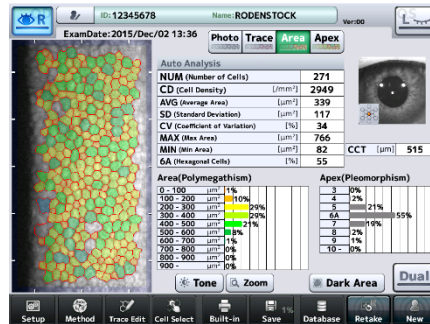 R
ID: 12345678
Name: RODENSTOCK
Ver:00
L
ExamDate:2015/Dec/02 13:36
Photo Trace Area Apex
Auto Analysis
NUM (Number of Cells) 271
CD (Cell Density) [/mm²] 2949
AVG (Average Area) [μm²] 339
SD (Standard Deviation) [μm²] 117
CV (Coefficient of Variation) [%] 34
MAX (Max Area) [μm²] 766
MIN (Min Area) [μm²] 82
6A (Hexagonal Cells) [%] 55
CCT [μm] 515
Area(Polymegathism)
0 - 100 μm² 1%
100 - 200 μm² 10%
200 - 300 μm² 29%
300 - 400 μm² 29%
400 - 500 μm² 21%
500 - 600 μm² 8%
600 - 700 μm² 1%
700 - 800 μm² 0%
800 - 900 μm² 0%
900 - μm² 0%
Apex(Pleomorphism)
3 0%
4 2%
5 21%
6A 55%
7 19%
8 2%
9 1%
10 - 0%
Tone Zoom Dark Area Dual
Setup Method Trace Edit Cell Select Built-in Save 1% Database Retake New